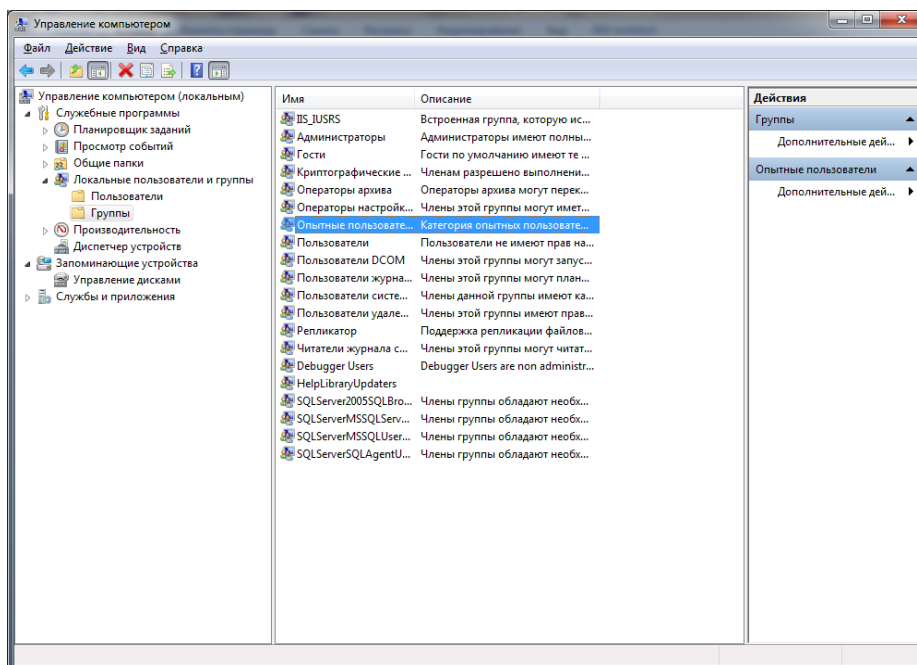 Управление компьютером
Файл Действие Вид Справка
Управление компьютером (локальным)
Служебные программы
Планировщик заданий
Просмотр событий
Общие папки
Локальные пользователи и группы
Пользователи
Группы
Производительность
Диспетчер устройств
Запоминающие устройства
Управление дисками
Службы и приложения
Имя Описание
IIS_IUSRS Встроенная группа, которую ис...
Администраторы Администраторы имеют полны...
Гости Гости по умолчанию имеют те ...
Криптографические ... Членам разрешено выполнени...
Операторы архива Операторы архива могут перек...
Операторы настройк... Члены этой группы могут имет...
Опытные пользовате... Категория опытных пользовате...
Пользователи Пользователи не имеют прав на...
Пользователи DCOM Члены этой группы могут запус...
Пользователи журна... Члены этой группы могут план...
Пользователи систе... Члены данной группы имеют ка...
Пользователи удале... Члены этой группы имеют прав...
Репликатор Поддержка репликации файлов...
Читатели журнала с... Члены этой группы могут читат...
Debugger Users Debugger Users are non administr...
HelpLibraryUpdaters
SQLServer2005SQLBro... Члены группы обладают необх...
SQLServerMSSQLServ... Члены группы обладают необх...
SQLServerMSSQLUser... Члены группы обладают необх...
SQLServerSQLAgentU... Члены группы обладают необх...
Действия
Группы
Дополнительные дей...
Опытные пользователи
Дополнительные дей...